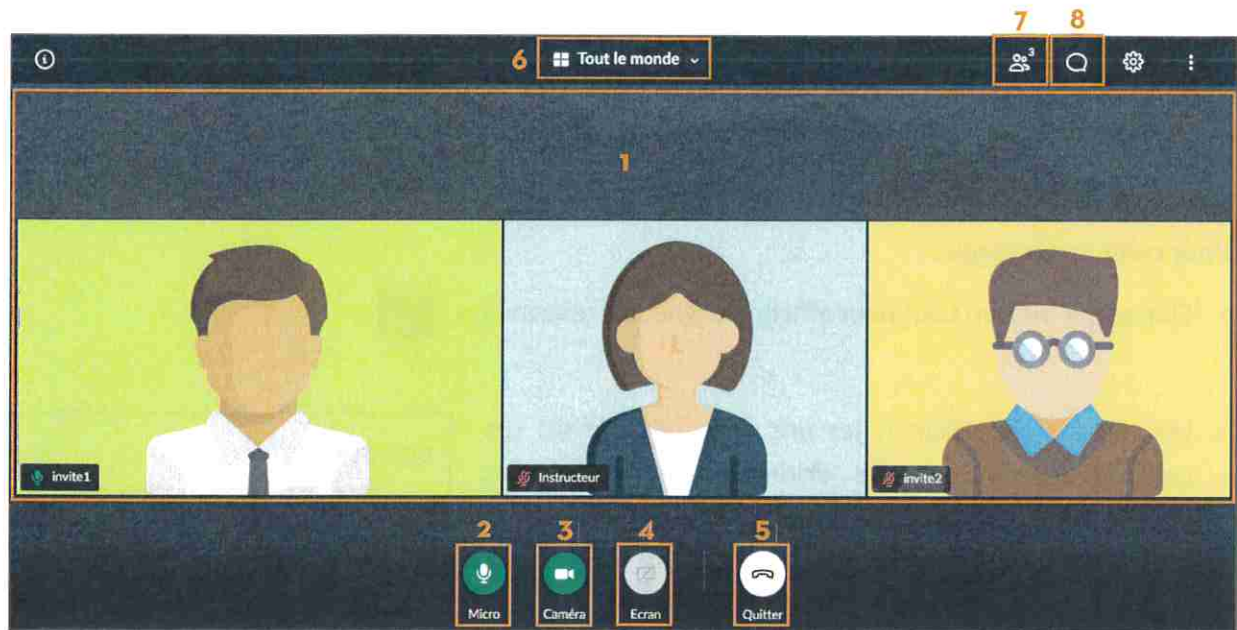 7 8
6 Tout le monde 3
1
invite1 Instructeur invite2
2 3 4 5
Micro Caméra Ecran Quitter